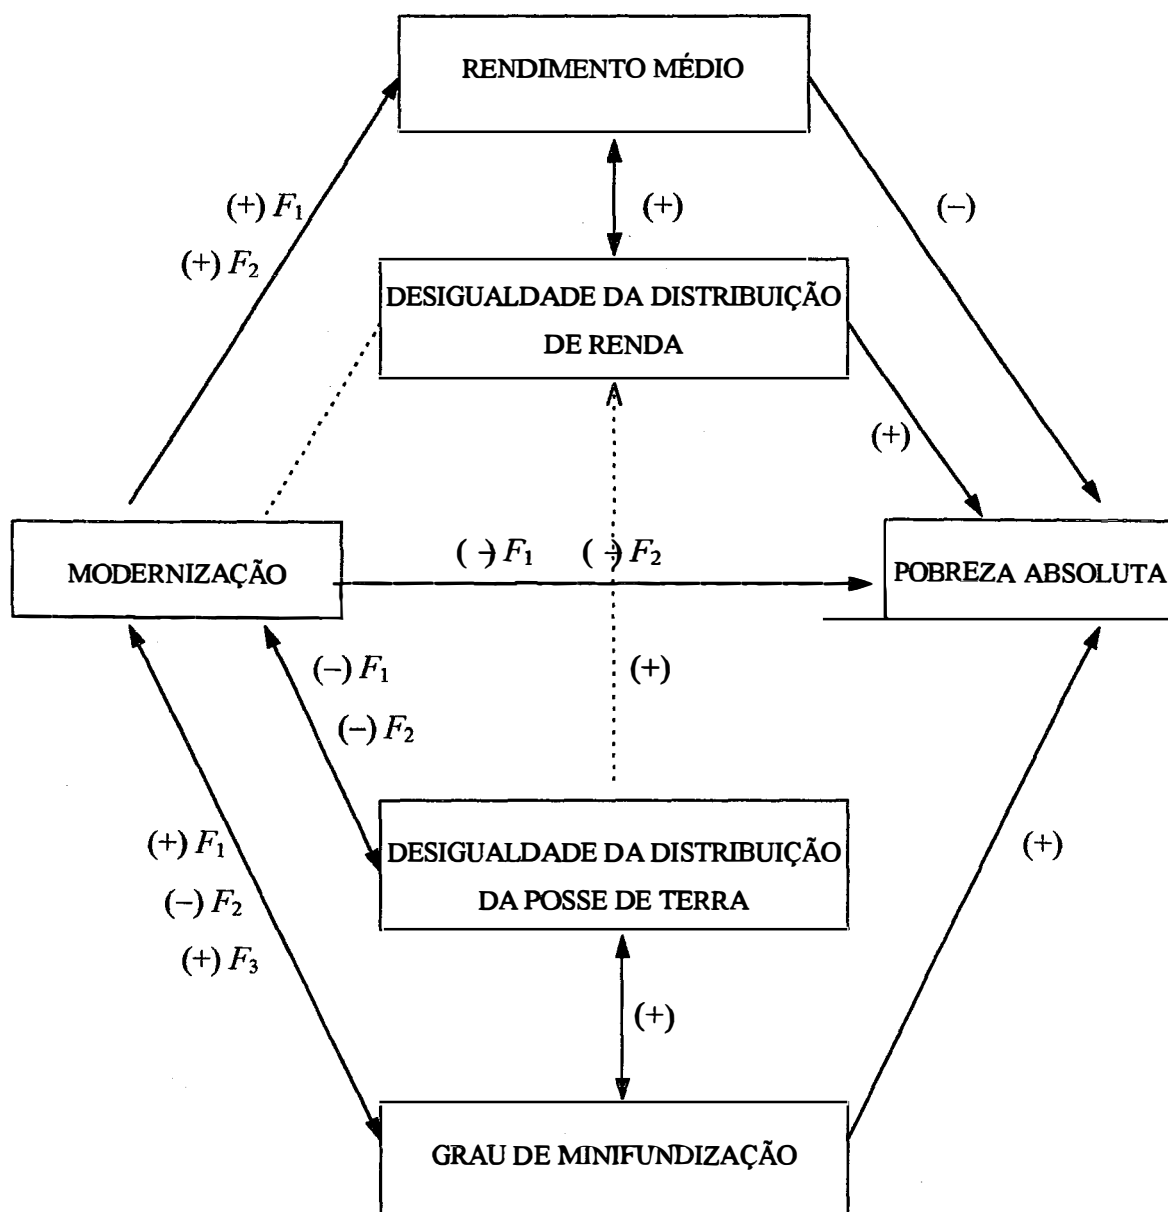 RENDIMENTO MÉDIO
(+) F₁
(+)
(–)
(+) F₂
DESIGUALDADE DA DISTRIBUIÇÃO
DE RENDA
(+)
MODERNIZAÇÃO
(-) F₁
(-) F₂
POBREZA ABSOLUTA
(–) F₁
(+)
(–) F₂
(+) F₁
DESIGUALDADE DA DISTRIBUIÇÃO
(+)
(–) F₂
DA POSSE DE TERRA
(+) F₃
(+)
GRAU DE MINIFUNDIZAÇÃO